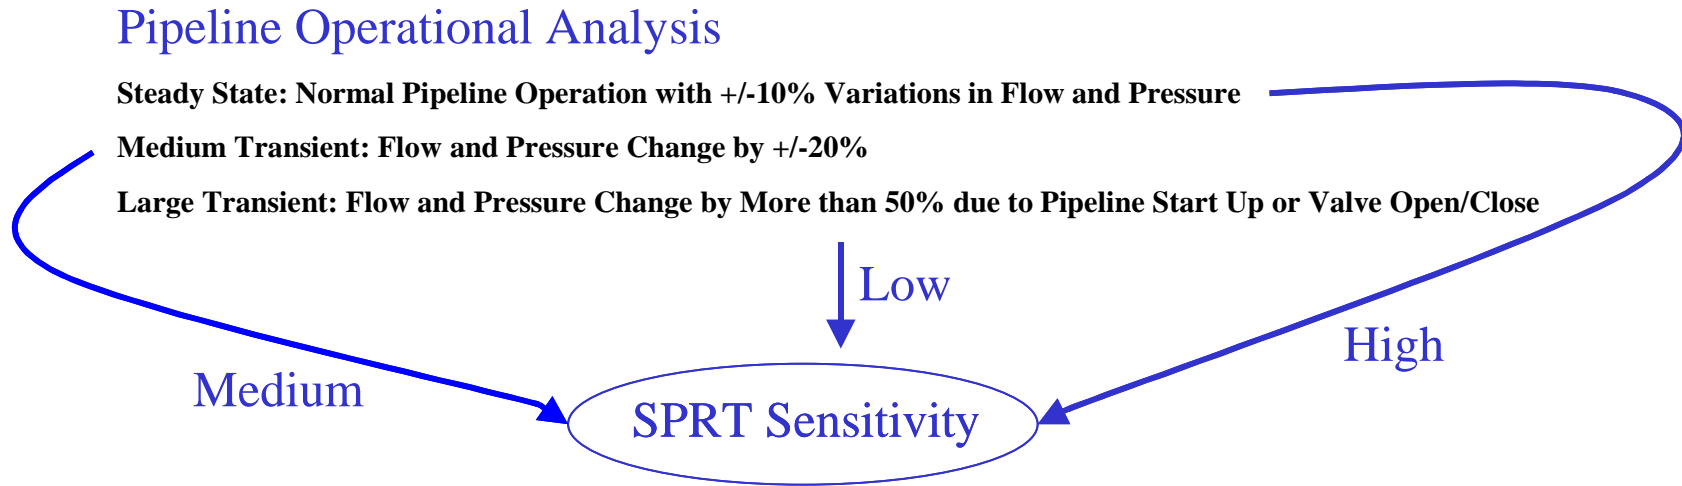 Pipeline Operational Analysis
Steady State: Normal Pipeline Operation with +/-10% Variations in Flow and Pressure
Medium Transient: Flow and Pressure Change by +/-20%
Large Transient: Flow and Pressure Change by More than 50% due to Pipeline Start Up or Valve Open/Close
Low
High
Medium
SPRT Sensitivity